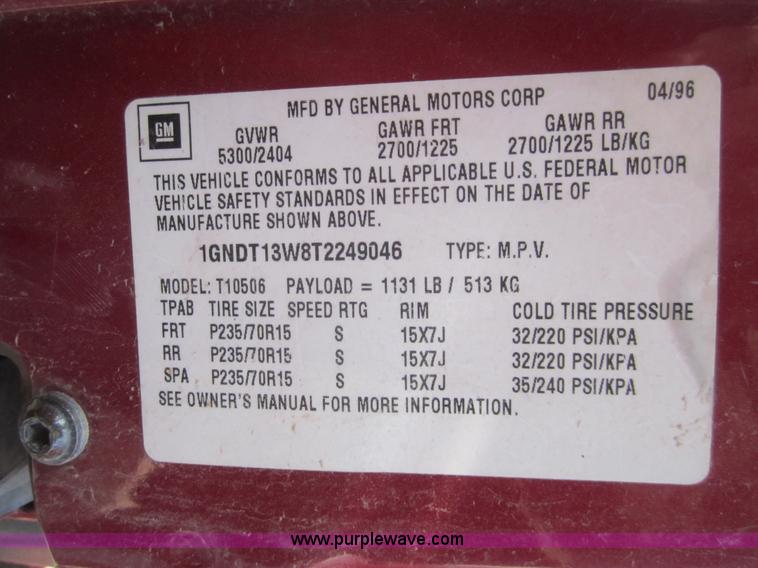 MFD BY GENERAL MOTORS CORP 04/96
GM
GVWR GAWR FRT GAWR RR
5300/2404 2700/1225 2700/1225 LB/KG
THIS VEHICLE CONFORMS TO ALL APPLICABLE U.S. FEDERAL MOTOR
VEHICLE SAFETY STANDARDS IN EFFECT ON THE DATE OF
MANUFACTURE SHOWN ABOVE.
1GNDT13W8T2249046 TYPE: M.P.V.
MODEL: T10506 PAYLOAD = 1131 LB / 513 KG
TPAB TIRE SIZE SPEED RTG RIM COLD TIRE PRESSURE
FRT P235/70R15 S 15X7J 32/220 PSI/KPA
RR P235/70R15 S 15X7J 32/220 PSI/KPA
SPA P235/70R15 S 15X7J 35/240 PSI/KPA
SEE OWNER'S MANUAL FOR MORE INFORMATION.
www.purplewave.com